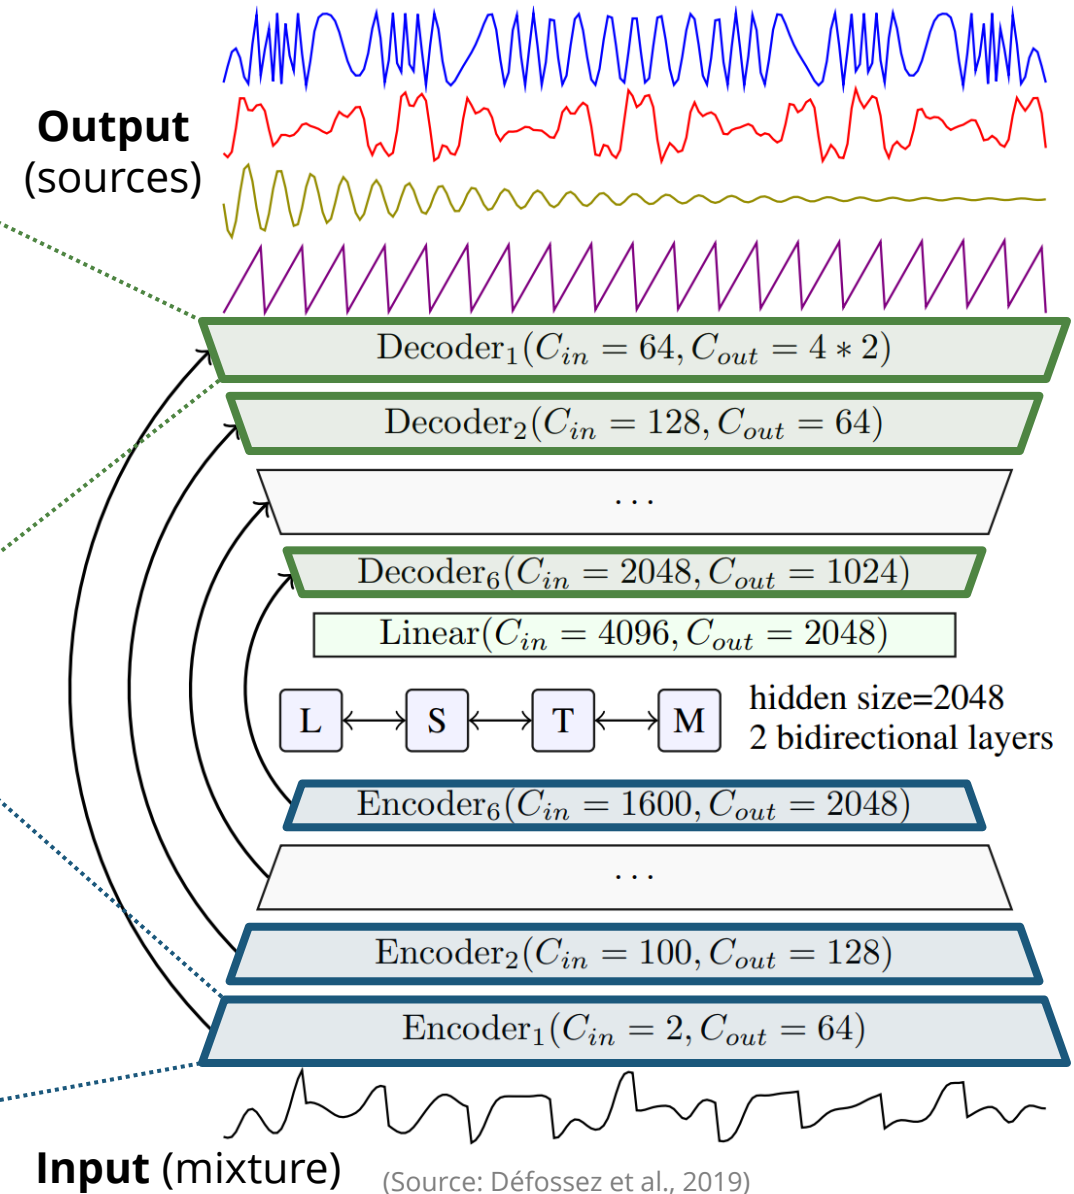 Output
(sources)
Decoder₁(C_in = 64, C_out = 4 * 2)
Decoder₂(C_in = 128, C_out = 64)
...
Decoder₆(C_in = 2048, C_out = 1024)
Linear(C_in = 4096, C_out = 2048)
L S T M
hidden size=2048
2 bidirectional layers
Encoder₆(C_in = 1600, C_out = 2048)
...
Encoder₂(C_in = 100, C_out = 128)
Encoder₁(C_in = 2, C_out = 64)
Input (mixture)
(Source: Défossez et al., 2019)